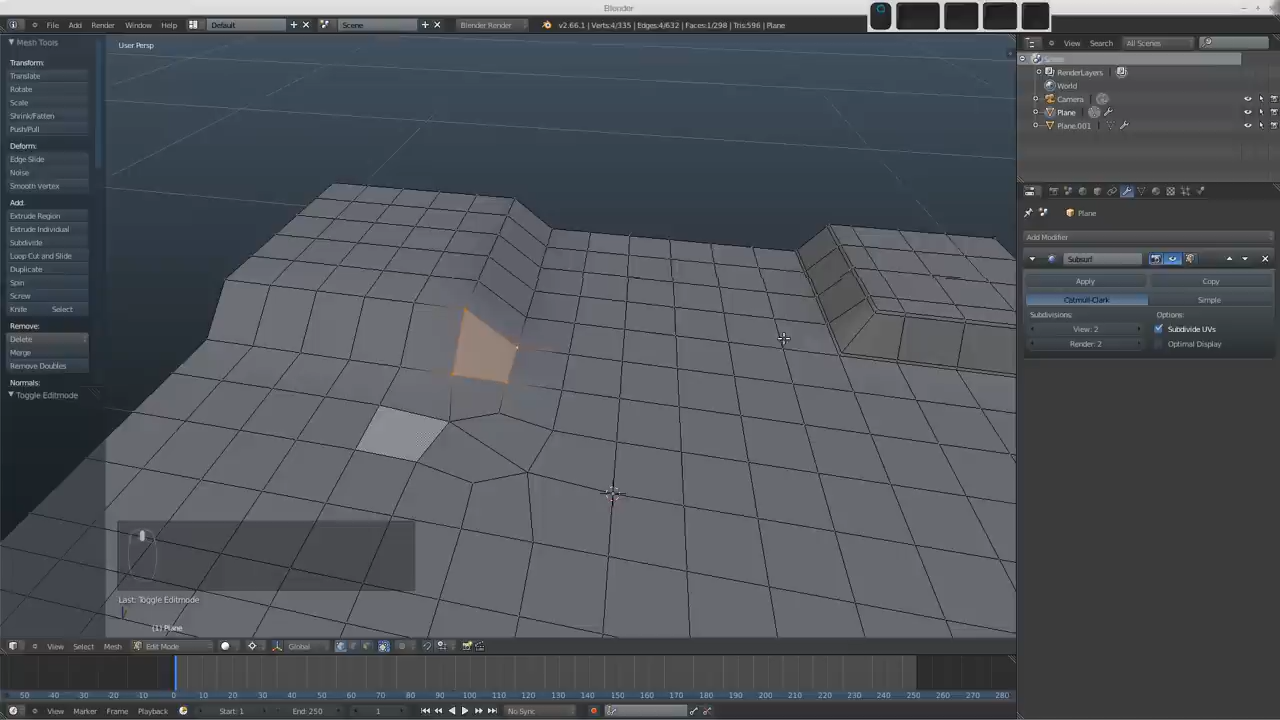 Blender
File Add Render Window Help Default Scene Blender Render v2.66.1 | Verts:4/335 | Edges:4/632 | Faces:1/298 | Tris:596 | Plane
Mesh Tools
User Persp
View Search All Scenes
Transform:
Translate
Rotate
Scale
Shrink/Fatten
Push/Pull
Deform:
Edge Slide
Noise
Smooth Vertex
Add:
Extrude Region
Extrude Individual
Subdivide
Loop Cut and Slide
Duplicate
Spin
Screw
Knife Select
Remove:
Delete
Merge
Remove Doubles
Normals:
Toggle Editmode
RenderLayers
World
Camera
Plane
Plane.001
Plane
Add Modifier
Subsurf
Apply Copy
Catmull-Clark Simple
Subdivisions: Options:
View: 2 Subdivide UVs
Render: 2 Optimal Display
Last: Toggle Editmode
(1) Plane
View Select Mesh Edit Mode Global
50 40 30 20 10 0 10 20 30 40 50 60 70 80 90 100 110 120 130 140 150 160 170 180 190 200 210 220 230 240 250 260 270 280
View Marker Frame Playback Start: 1 End: 250 1 No Sync